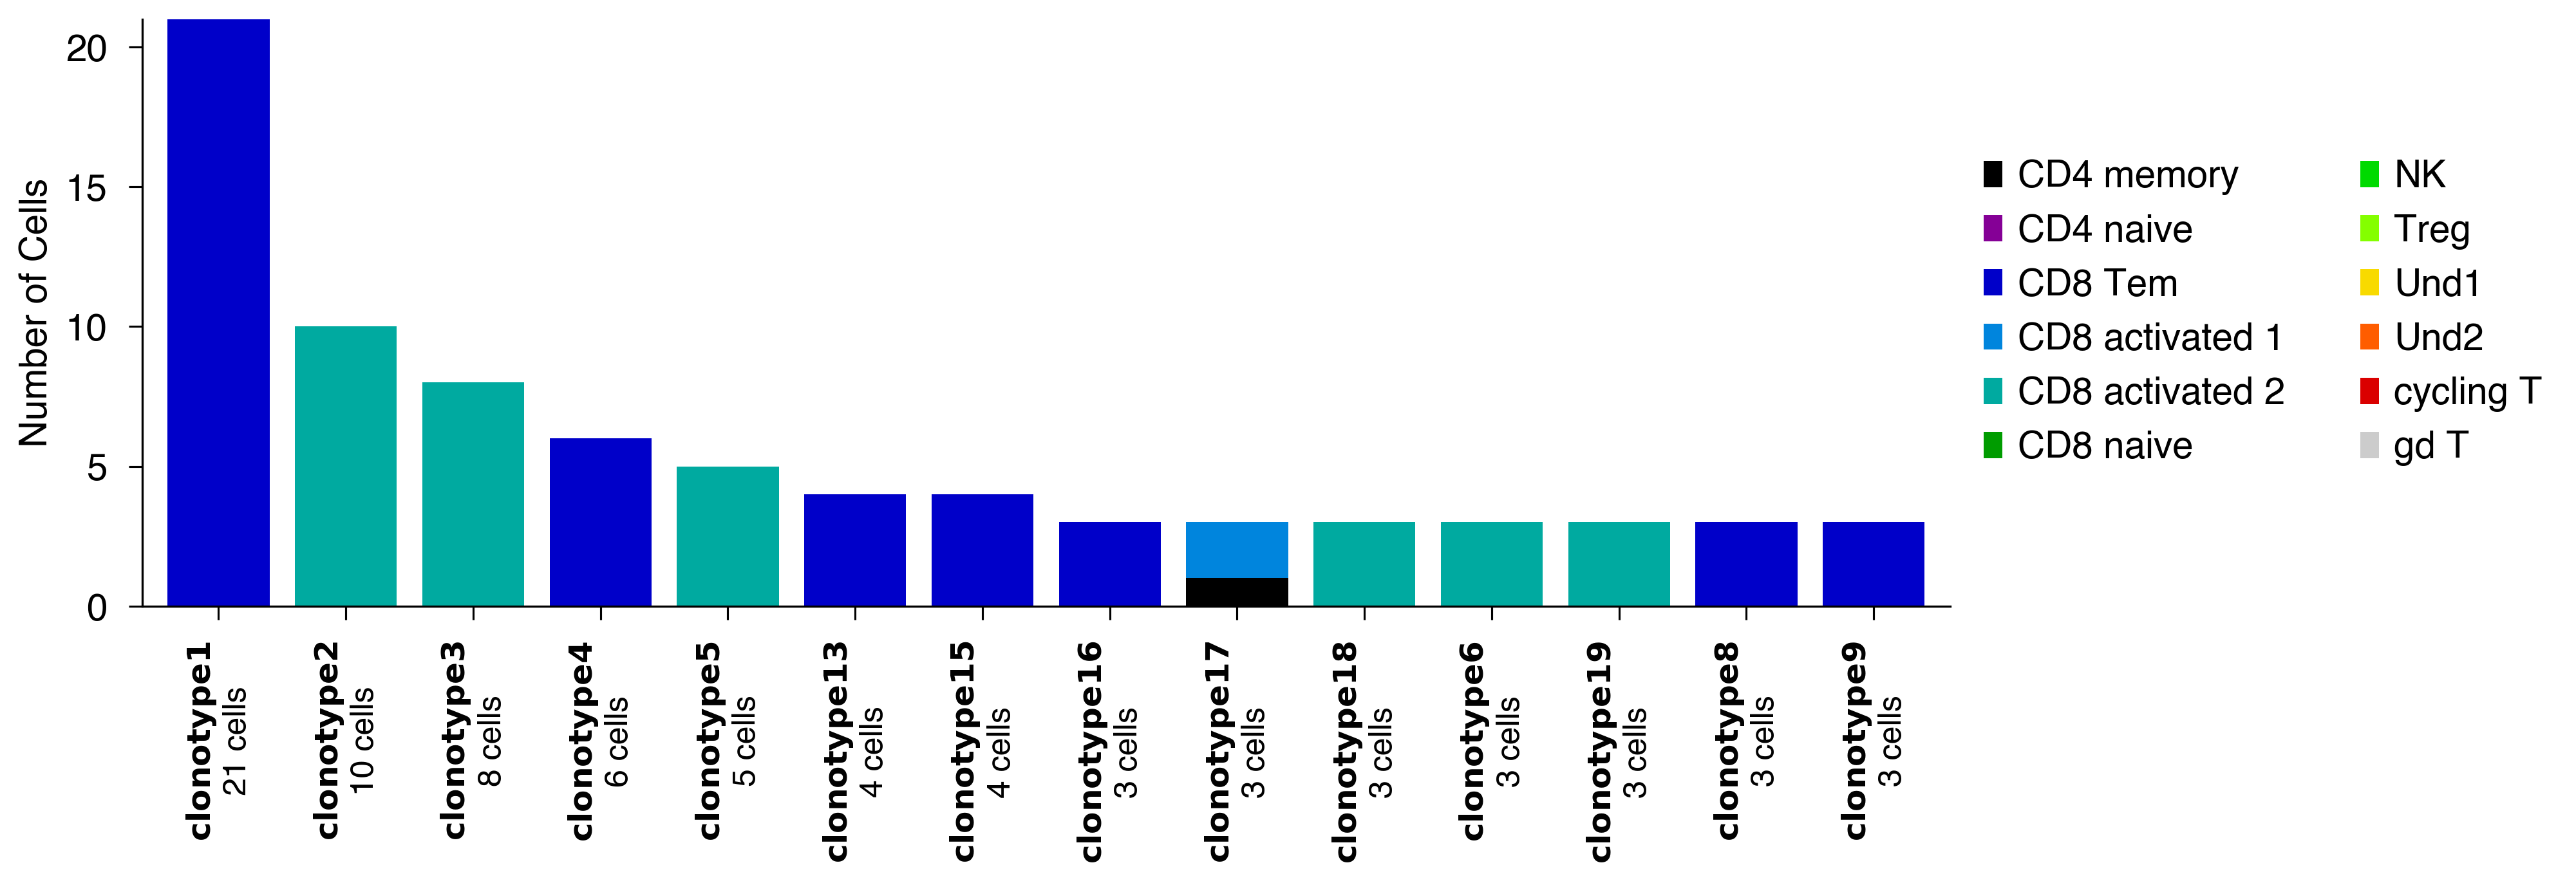 Number of Cells
20
15
10
5
0
clonotype1
21 cells
clonotype2
10 cells
clonotype3
8 cells
clonotype4
6 cells
clonotype5
5 cells
clonotype13
4 cells
clonotype15
4 cells
clonotype16
3 cells
clonotype17
3 cells
clonotype18
3 cells
clonotype6
3 cells
clonotype19
3 cells
clonotype8
3 cells
clonotype9
3 cells
CD4 memory
CD4 naive
CD8 Tem
CD8 activated 1
CD8 activated 2
CD8 naive
NK
Treg
Und1
Und2
cycling T
gd T